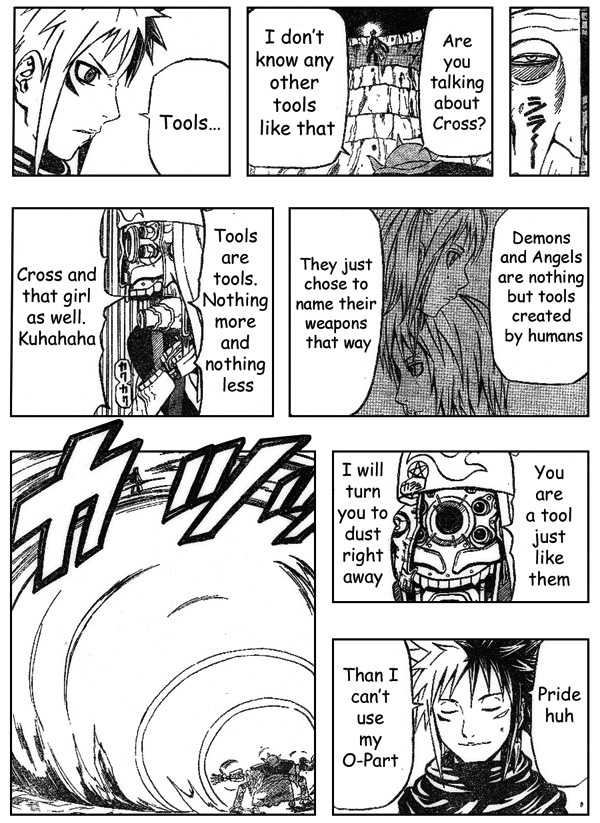 Are
you
talking
about
Cross?
I don't
know any
other
tools
like that
Tools...
Demons
and Angels
are nothing
but tools
created
by humans
They just
chose to
name their
weapons
that way
Tools
are
tools.
Nothing
more
and
nothing
less
Cross and
that girl
as well.
Kuhahaha
You
are
a tool
just
like
them
I will
turn
you to
dust
right
away
Pride
huh
Than I
can't
use
my
O-Part
カッッ